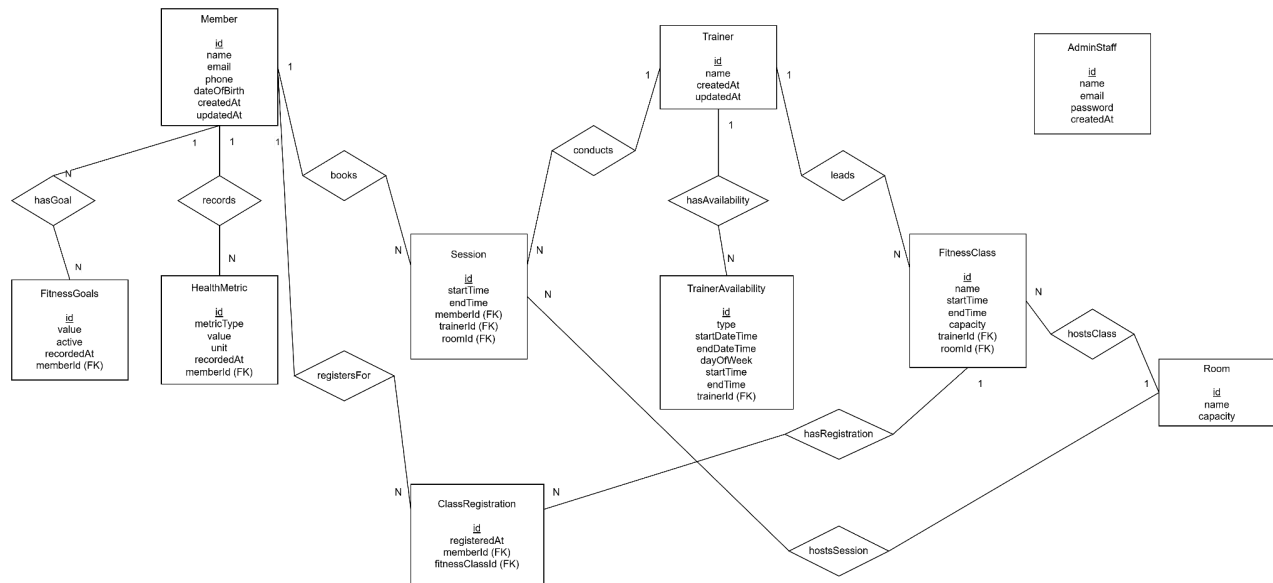 Member
id
name
email
phone
dateOfBirth
createdAt
updatedAt
Trainer
id
name
createdAt
updatedAt
AdminStaff
id
name
email
password
createdAt
1
1
1
1
1
1
1
N
hasGoal
records
books
conducts
hasAvailability
leads
N
N
N
N
N
N
FitnessGoals
id
value
active
recordedAt
memberId (FK)
HealthMetric
id
metricType
value
unit
recordedAt
memberId (FK)
Session
id
startTime
endTime
memberId (FK)
trainerId (FK)
roomId (FK)
N
TrainerAvailability
id
type
startDateTime
endDateTime
dayOfWeek
startTime
endTime
trainerId (FK)
FitnessClass
id
name
startTime
endTime
capacity
trainerId (FK)
roomId (FK)
N
hostsClass
registersFor
1
1
1
Room
id
name
capacity
hasRegistration
N
N
ClassRegistration
id
registeredAt
memberId (FK)
fitnessClassId (FK)
hostsSession